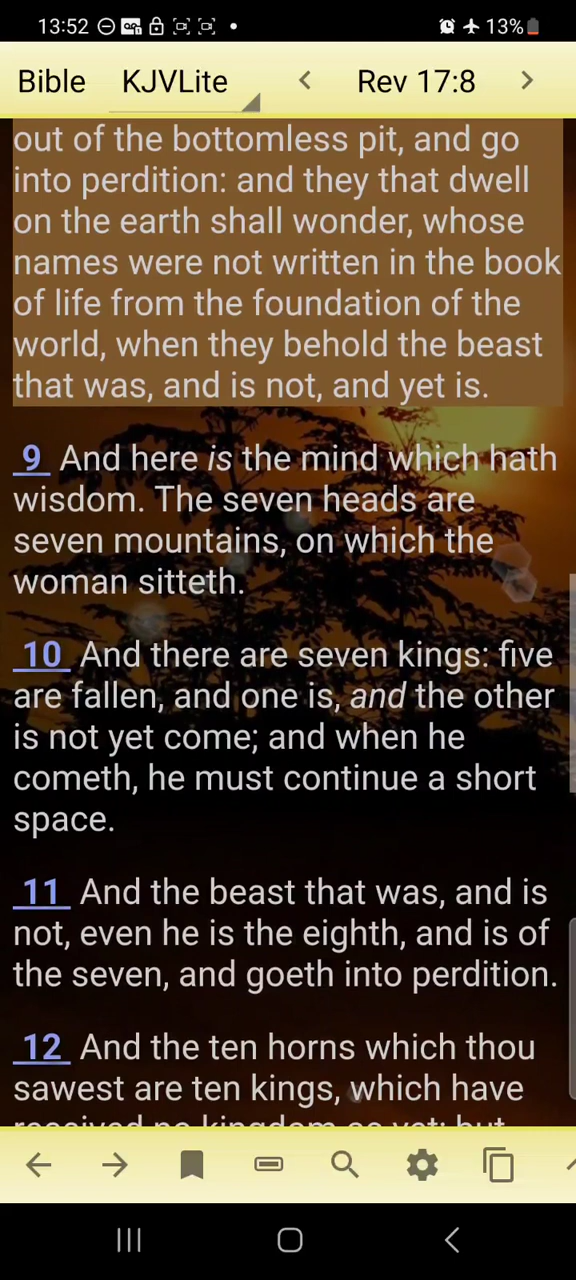 13:52 13%
Bible KJVLite < Rev 17:8 >
out of the bottomless pit, and go
into perdition: and they that dwell
on the earth shall wonder, whose
names were not written in the book
of life from the foundation of the
world, when they behold the beast
that was, and is not, and yet is.
9 And here is the mind which hath
wisdom. The seven heads are
seven mountains, on which the
woman sitteth.
10 And there are seven kings: five
are fallen, and one is, and the other
is not yet come; and when he
cometh, he must continue a short
space.
11 And the beast that was, and is
not, even he is the eighth, and is of
the seven, and goeth into perdition.
12 And the ten horns which thou
sawest are ten kings, which have
received no kingdom as yet; but